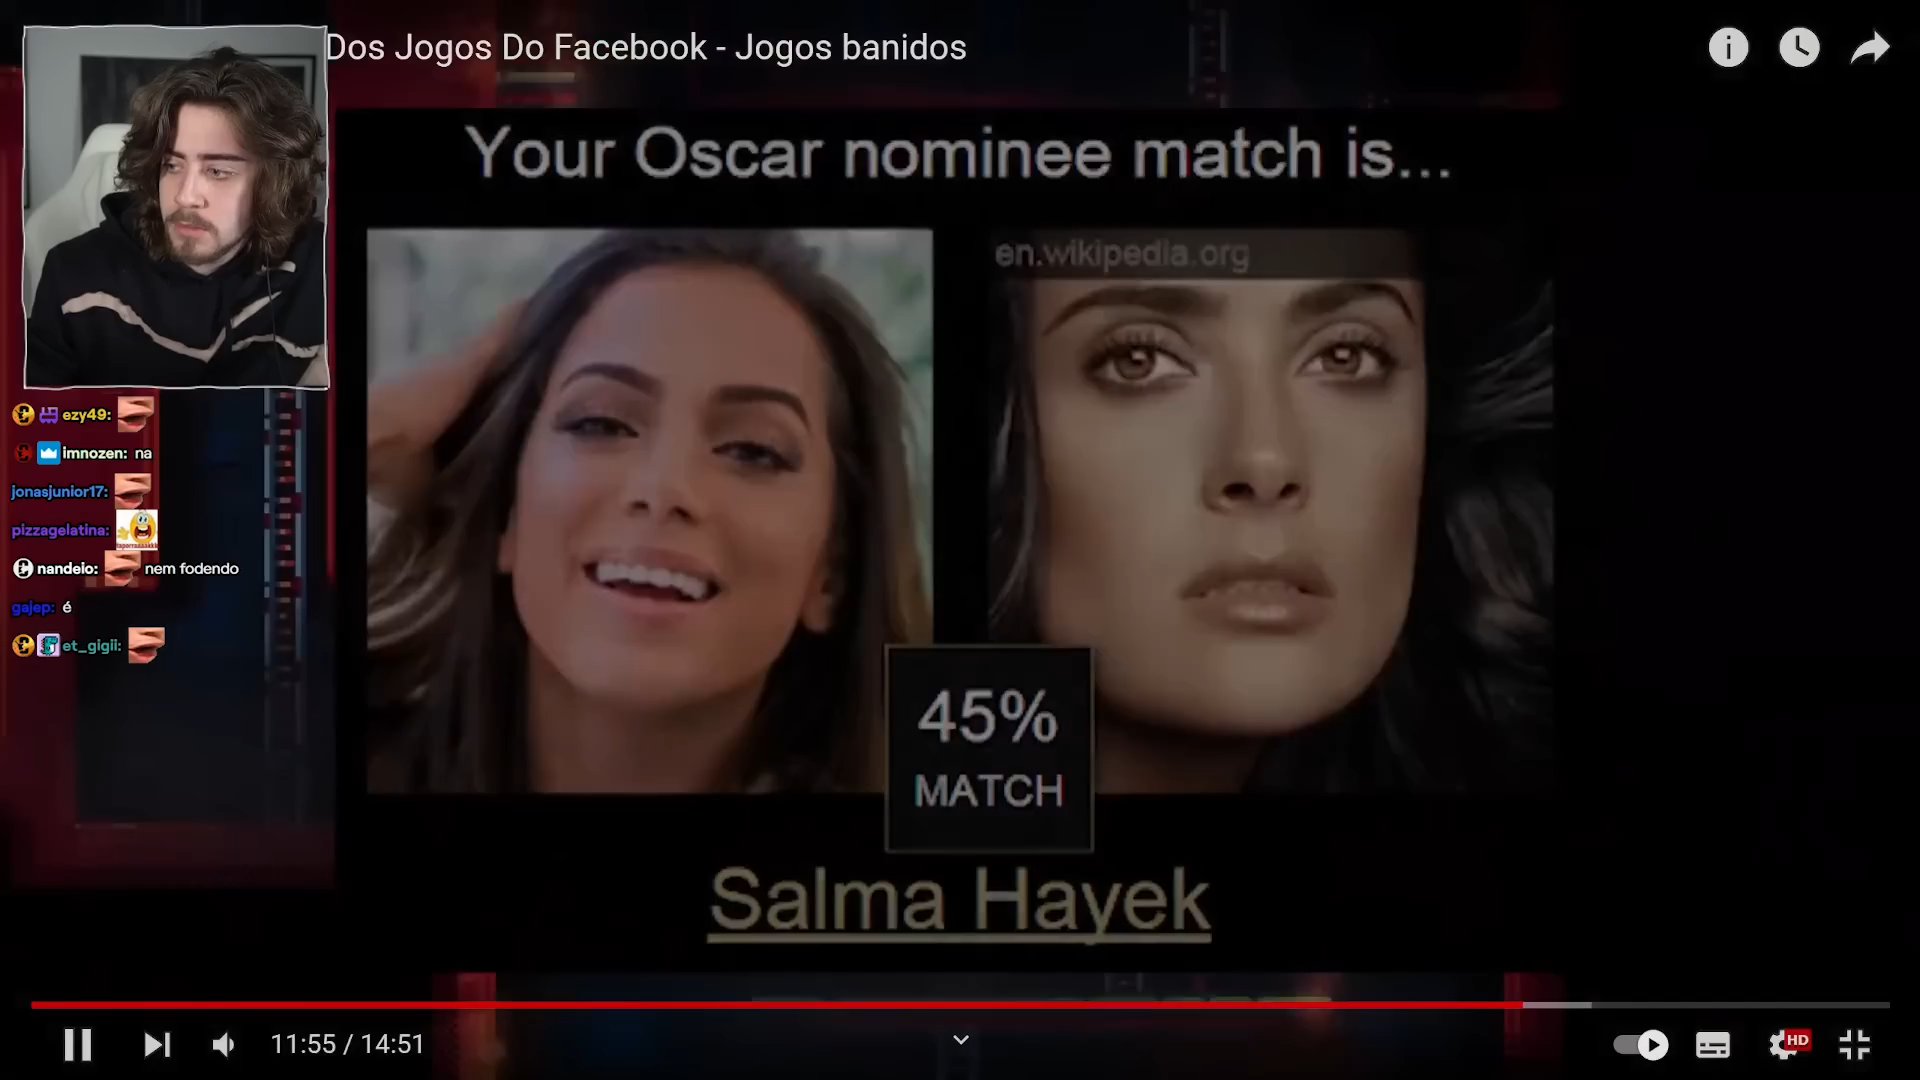 Dos Jogos Do Facebook - Jogos banidos
Your Oscar nominee match is...
en.wikipedia.org
45%
MATCH
Salma Hayek
ezy49:
imnozen: na
jonasjunior17:
pizzagelatina:
nandeio: nem fodendo
gajep: é
et_gigii:
11:55 / 14:51
HD